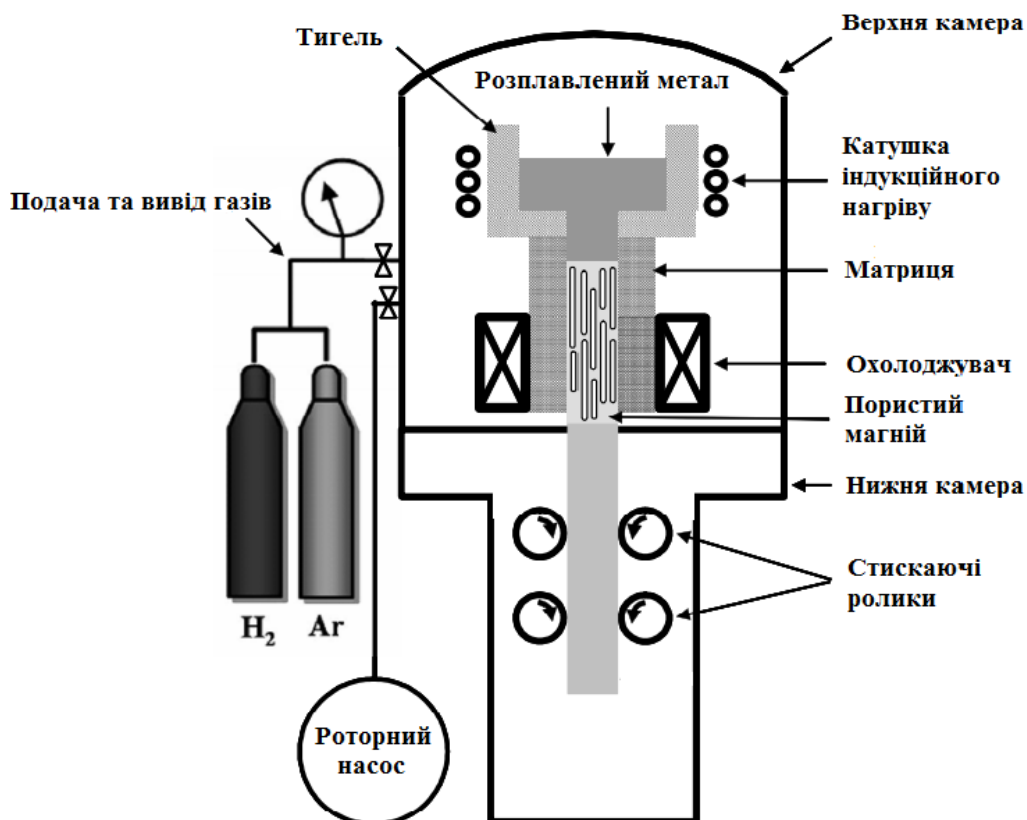 Верхня камера
Тигель
Розплавлений метал
Катушка
індукційного
нагріву
Подача та вивід газів
Матриця
Охолоджувач
Пористий
магній
Нижня камера
Стискаючі
ролики
H₂ Ar
Роторний
насос